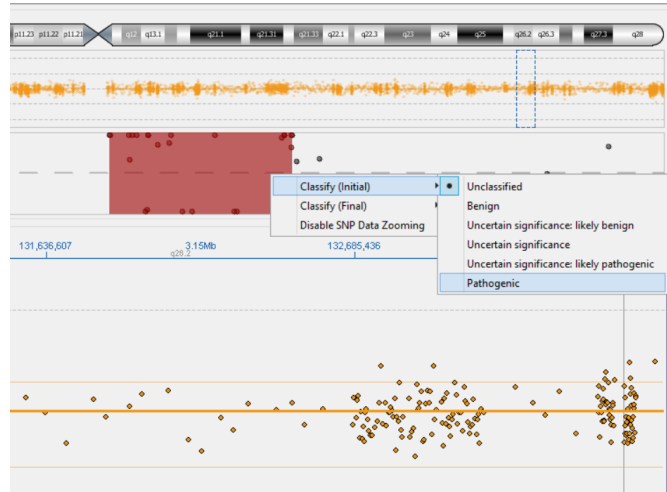 p11.23 p11.22 p11.21 q12 q13.1 q21.1 q21.31 q21.33 q22.1 q22.3 q23 q24 q25 q26.2 q26.3 q27.3 q28
Classify (Initial)
Classify (Final)
Disable SNP Data Zooming
Unclassified
Benign
Uncertain significance: likely benign
Uncertain significance
Uncertain significance: likely pathogenic
Pathogenic
131,636,607 3.15Mb 132,685,436
q26.2